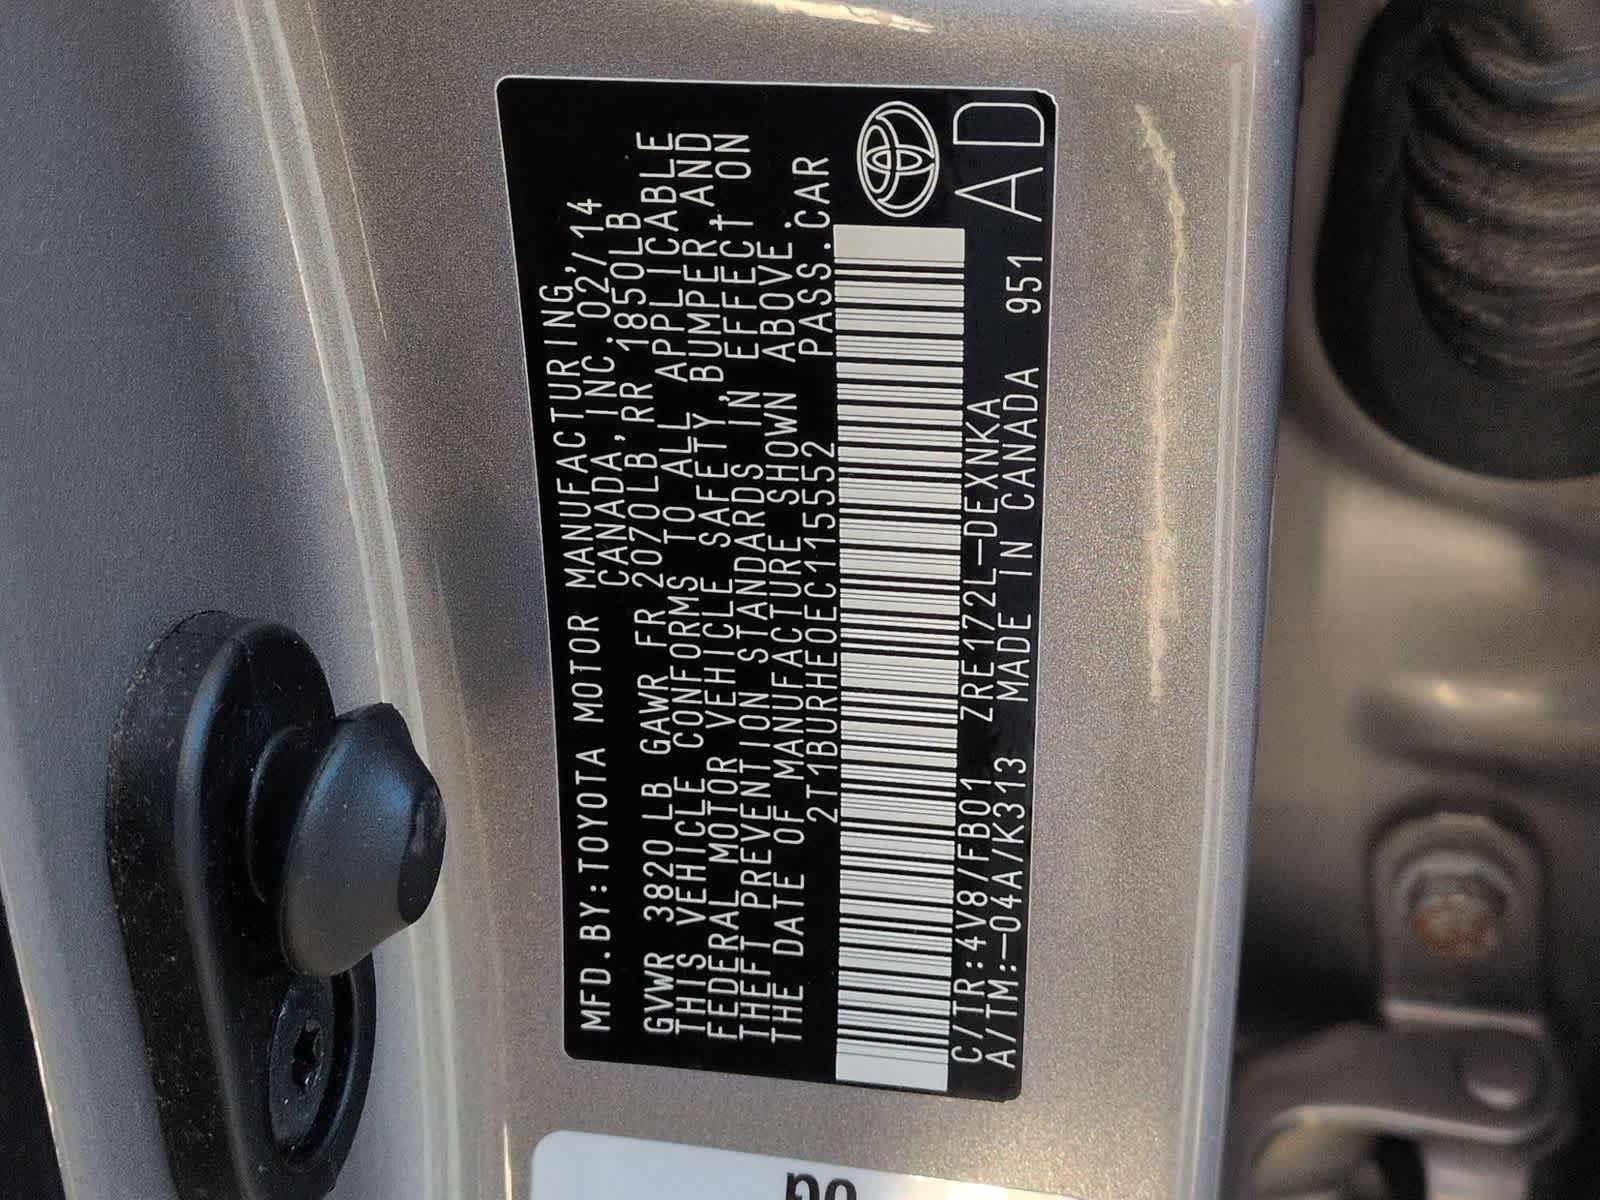 MFD.BY:TOYOTA MOTOR MANUFACTURING,
CANADA, INC. 02/14
GVWR 3820 LB GAWR FR 2070LB, RR 1850LB
THIS VEHICLE CONFORMS TO ALL APPLICABLE
FEDERAL MOTOR VEHICLE SAFETY, BUMPER, AND
THEFT PREVENTION STANDARDS IN EFFECT ON
THE DATE OF MANUFACTURE SHOWN ABOVE.
2T1BURHE0EC115552 PASS.CAR
C/TR:4V8/FB01 ZRE172L-DEXNKA
A/TM:-04A/K313 MADE IN CANADA 951 AD